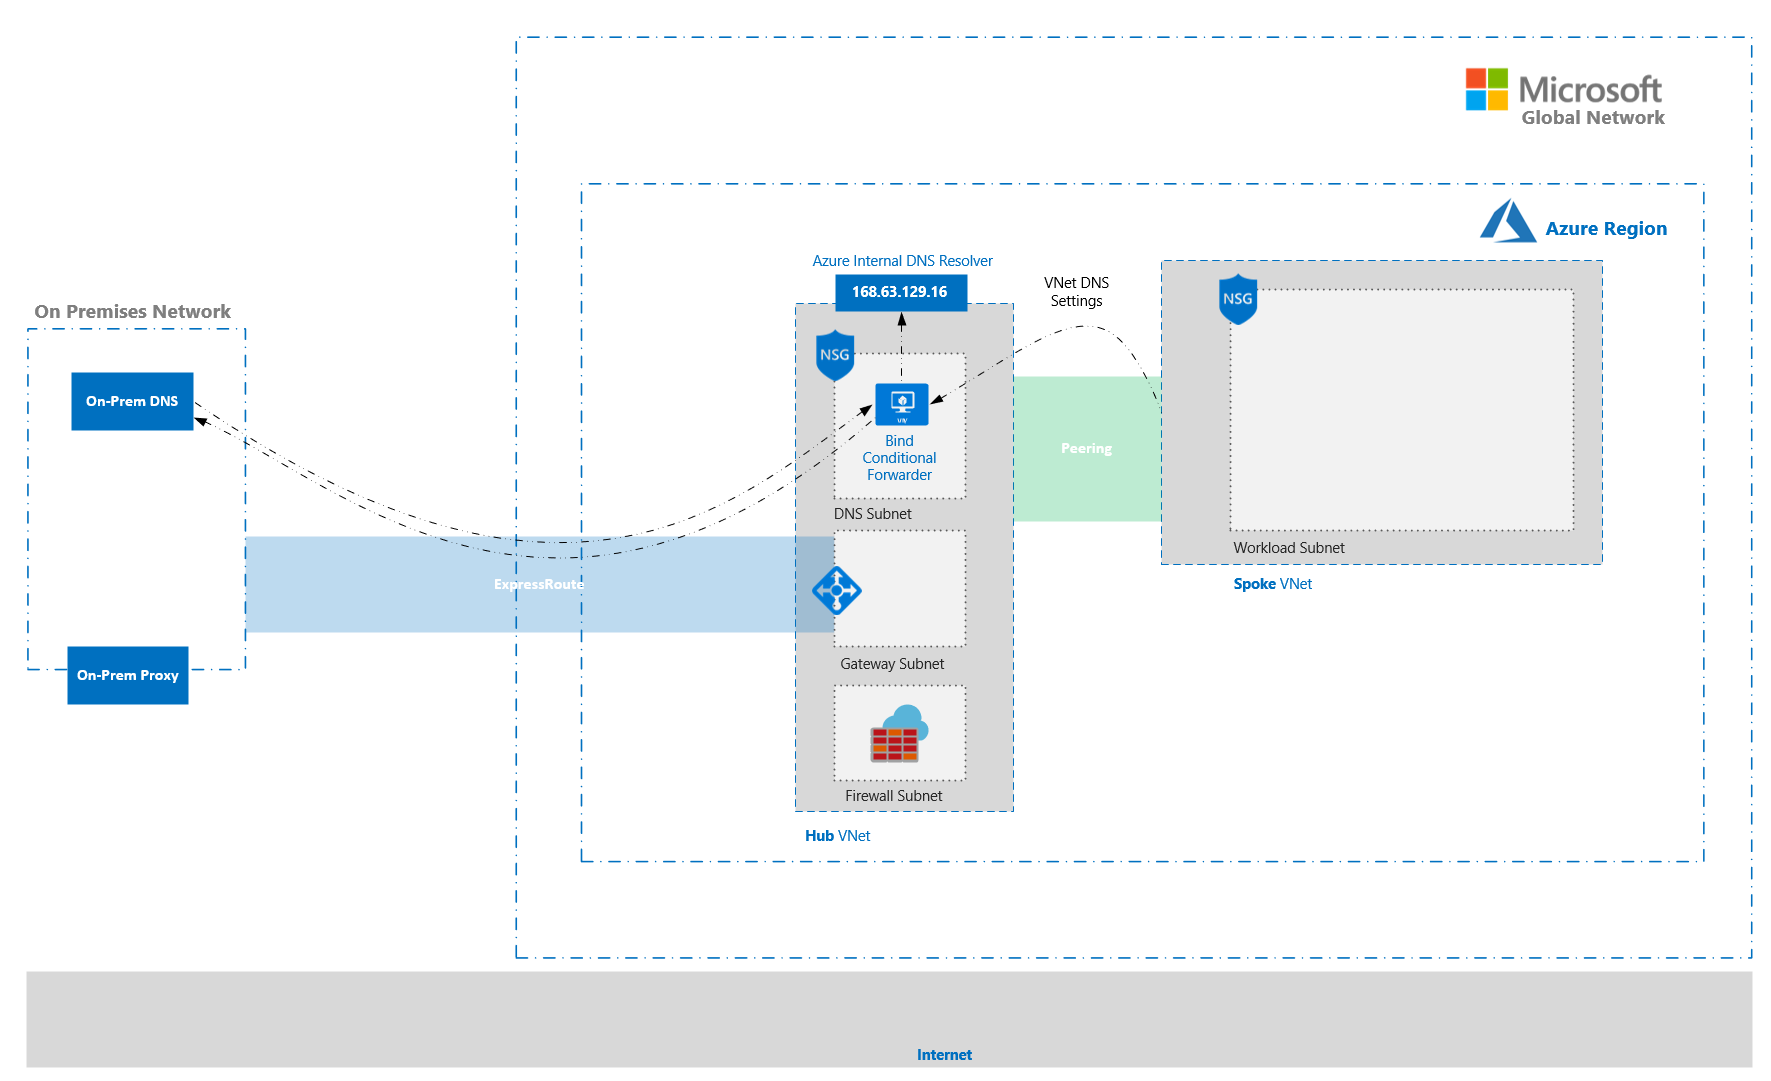 Microsoft
Global Network
Azure Region
Azure Internal DNS Resolver
168.63.129.16
VNet DNS
Settings
NSG
On Premises Network
NSG
On-Prem DNS
VM
Bind
Conditional
Forwarder
Peering
DNS Subnet
Workload Subnet
ExpressRoute
Spoke VNet
Gateway Subnet
On-Prem Proxy
Firewall Subnet
Hub VNet
Internet